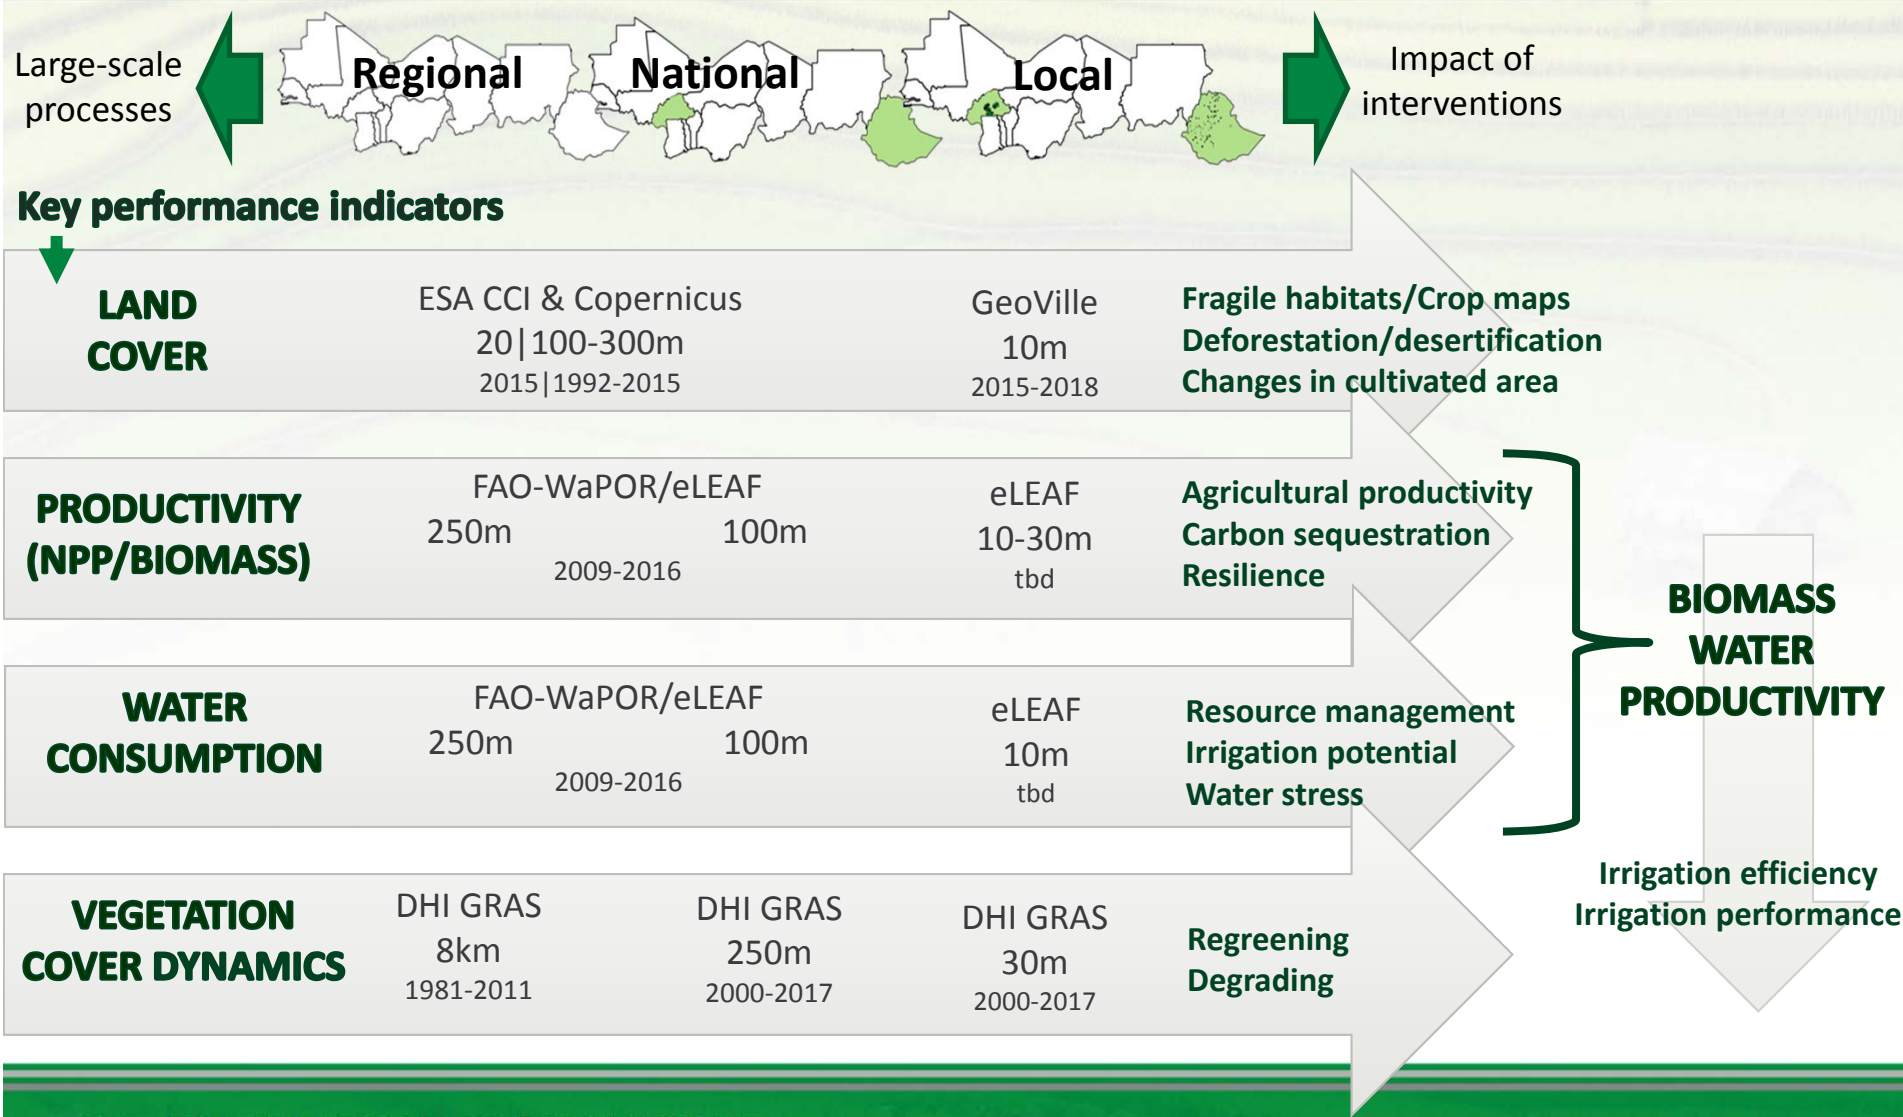 Large-scale
processes
Regional
National
Local
Impact of
interventions
Key performance indicators
LAND
COVER
ESA CCI & Copernicus
20|100-300m
2015|1992-2015
GeoVille
10m
2015-2018
Fragile habitats/Crop maps
Deforestation/desertification
Changes in cultivated area
PRODUCTIVITY
(NPP/BIOMASS)
FAO-WaPOR/eLEAF
250m 100m
2009-2016
eLEAF
10-30m
tbd
Agricultural productivity
Carbon sequestration
Resilience
WATER
CONSUMPTION
FAO-WaPOR/eLEAF
250m 100m
2009-2016
eLEAF
10m
tbd
Resource management
Irrigation potential
Water stress
BIOMASS
WATER
PRODUCTIVITY
Irrigation efficiency
Irrigation performance
VEGETATION
COVER DYNAMICS
DHI GRAS
8km
1981-2011
DHI GRAS
250m
2000-2017
DHI GRAS
30m
2000-2017
Regreening
Degrading